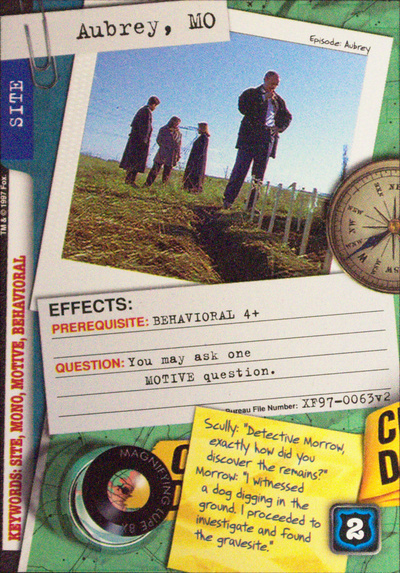 Aubrey, MO
Episode: Aubrey
SITE
TM & © 1997 Fox.
KEYWORDS: SITE, MONO, MOTIVE, BEHAVIORAL
EFFECTS:
PREREQUISITE: BEHAVIORAL 4+
QUESTION: You may ask one
MOTIVE question.
Bureau File Number: XF97-0063v2
Scully: "Detective Morrow,
exactly how did you
discover the remains?"
Morrow: "I witnessed
a dog digging in the
ground. I proceeded to
investigate and found
the gravesite."
MAGNIFYING LUPE 8X
2